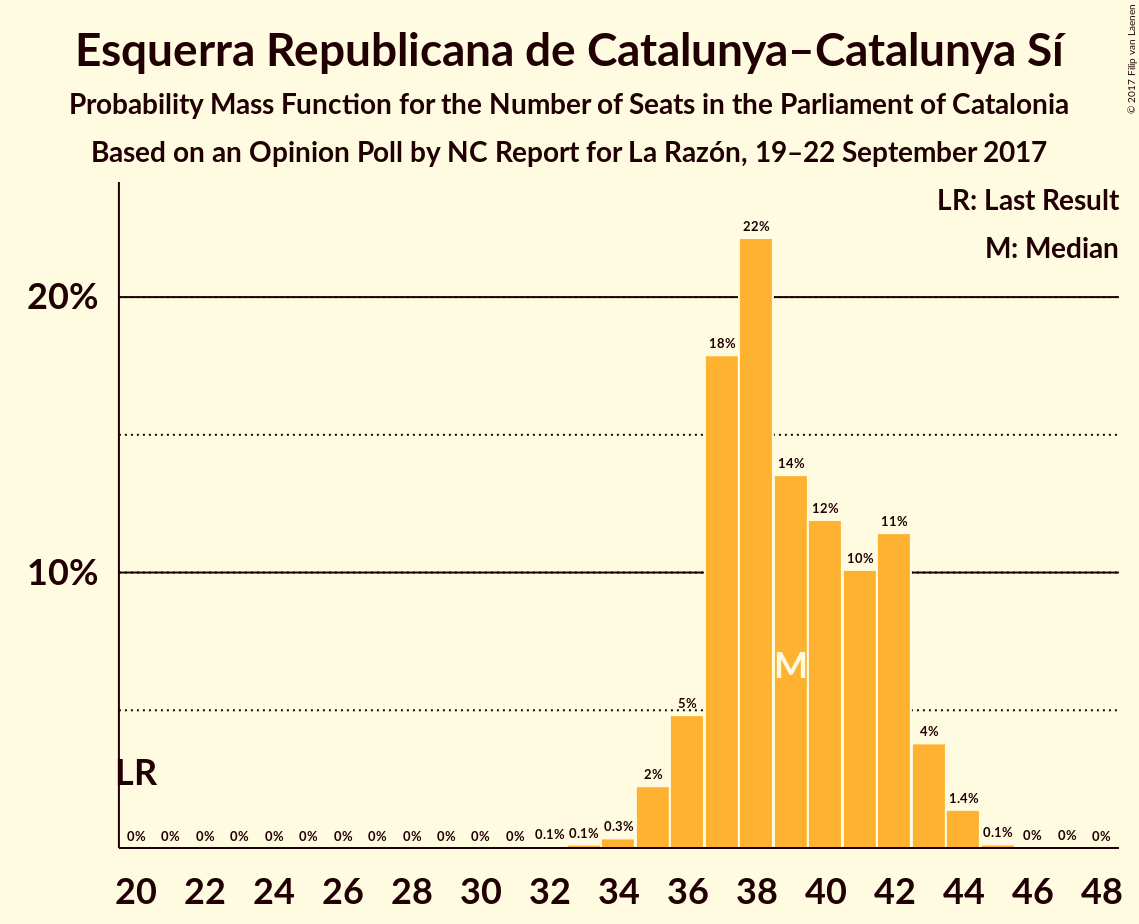 Esquerra Republicana de Catalunya–Catalunya Sí
Probability Mass Function for the Number of Seats in the Parliament of Catalonia
Based on an Opinion Poll by NC Report for La Razón, 19–22 September 2017
© 2017 Filip van Laenen
LR: Last Result
M: Median
20%
10%
22%
18%
14%
12%
11%
10%
M
5%
4%
LR
2%
1.4%
0% 0% 0% 0% 0% 0% 0% 0% 0% 0% 0% 0% 0.1% 0.1% 0.3% 0.1% 0% 0% 0%
20 22 24 26 28 30 32 34 36 38 40 42 44 46 48